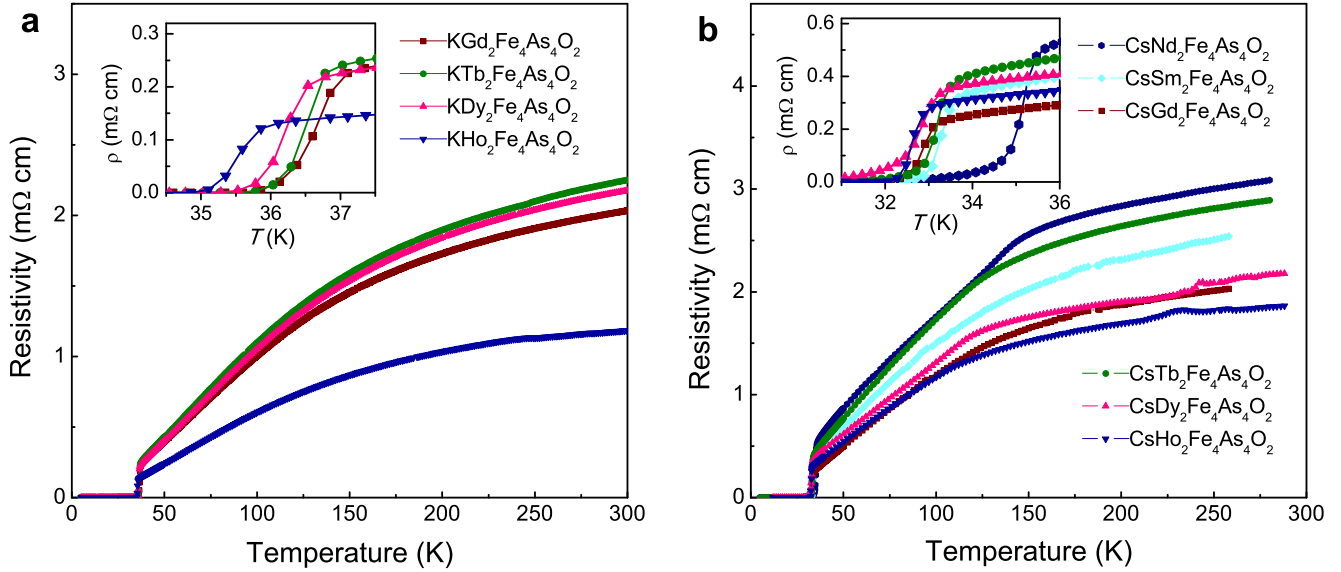 a
Resistivity (mΩ cm)
3
2
1
0
0 50 100 150 200 250 300
Temperature (K)
ρ (mΩ cm)
0.3
0.2
0.1
0.0
35 36 37
T (K)
KGd₂Fe₄As₄O₂
KTb₂Fe₄As₄O₂
KDy₂Fe₄As₄O₂
KHo₂Fe₄As₄O₂
b
Resistivity (mΩ cm)
4
3
2
1
0
0 50 100 150 200 250 300
Temperature (K)
ρ (mΩ cm)
0.6
0.4
0.2
0.0
32 34 36
T (K)
CsNd₂Fe₄As₄O₂
CsSm₂Fe₄As₄O₂
CsGd₂Fe₄As₄O₂
CsTb₂Fe₄As₄O₂
CsDy₂Fe₄As₄O₂
CsHo₂Fe₄As₄O₂